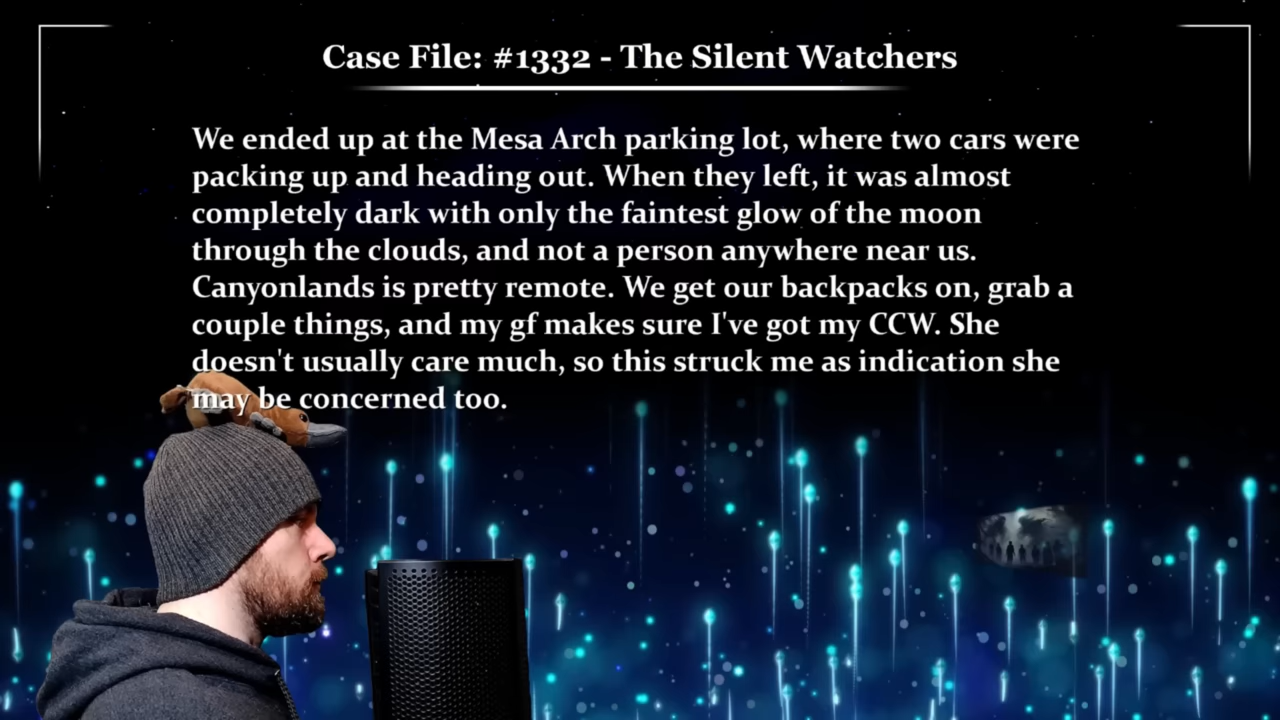 Case File: #1332 - The Silent Watchers
We ended up at the Mesa Arch parking lot, where two cars were
packing up and heading out. When they left, it was almost
completely dark with only the faintest glow of the moon
through the clouds, and not a person anywhere near us.
Canyonlands is pretty remote. We get our backpacks on, grab a
couple things, and my gf makes sure I've got my CCW. She
doesn't usually care much, so this struck me as indication she
may be concerned too.